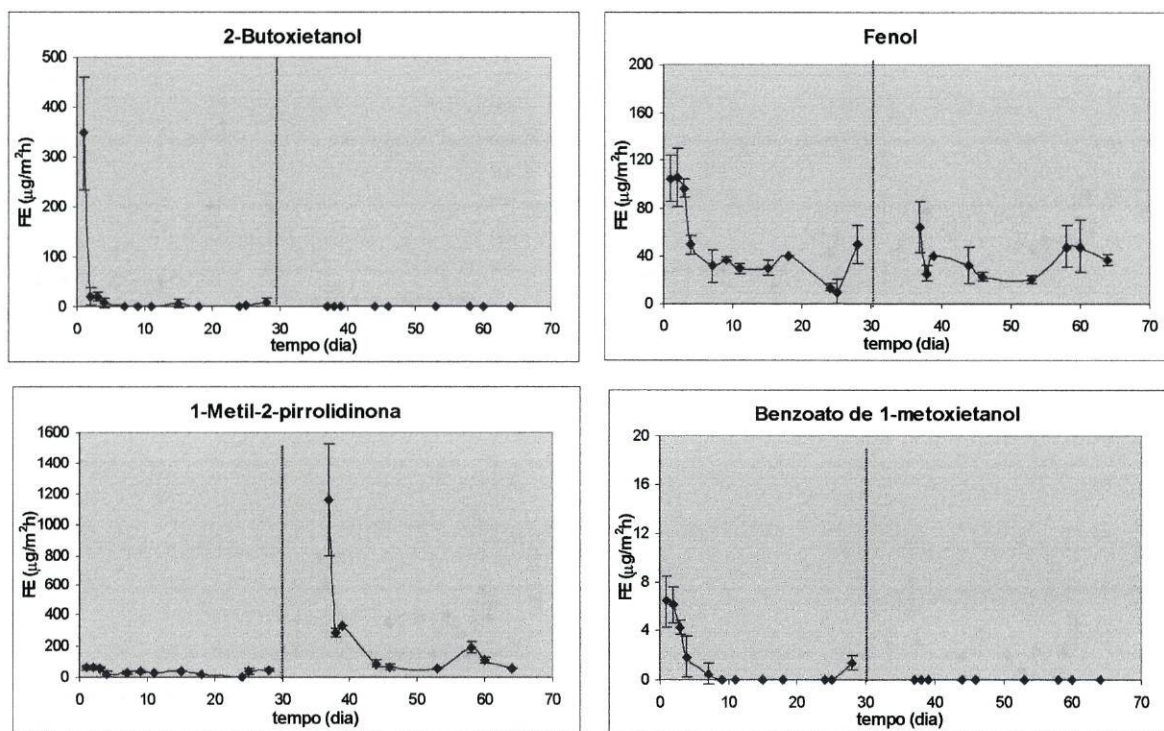 2-Butoxietanol
FE (µg/m²h)
500
400
300
200
100
0
0 10 20 30 40 50 60 70
tempo (dia)
Fenol
FE (µg/m²h)
200
160
120
80
40
0
0 10 20 30 40 50 60 70
tempo (dia)
1-Metil-2-pirrolidinona
FE (µg/m²h)
1600
1400
1200
1000
800
600
400
200
0
0 10 20 30 40 50 60 70
tempo (dia)
Benzoato de 1-metoxietanol
FE (µg/m²h)
20
16
12
8
4
0
0 10 20 30 40 50 60 70
tempo (dia)